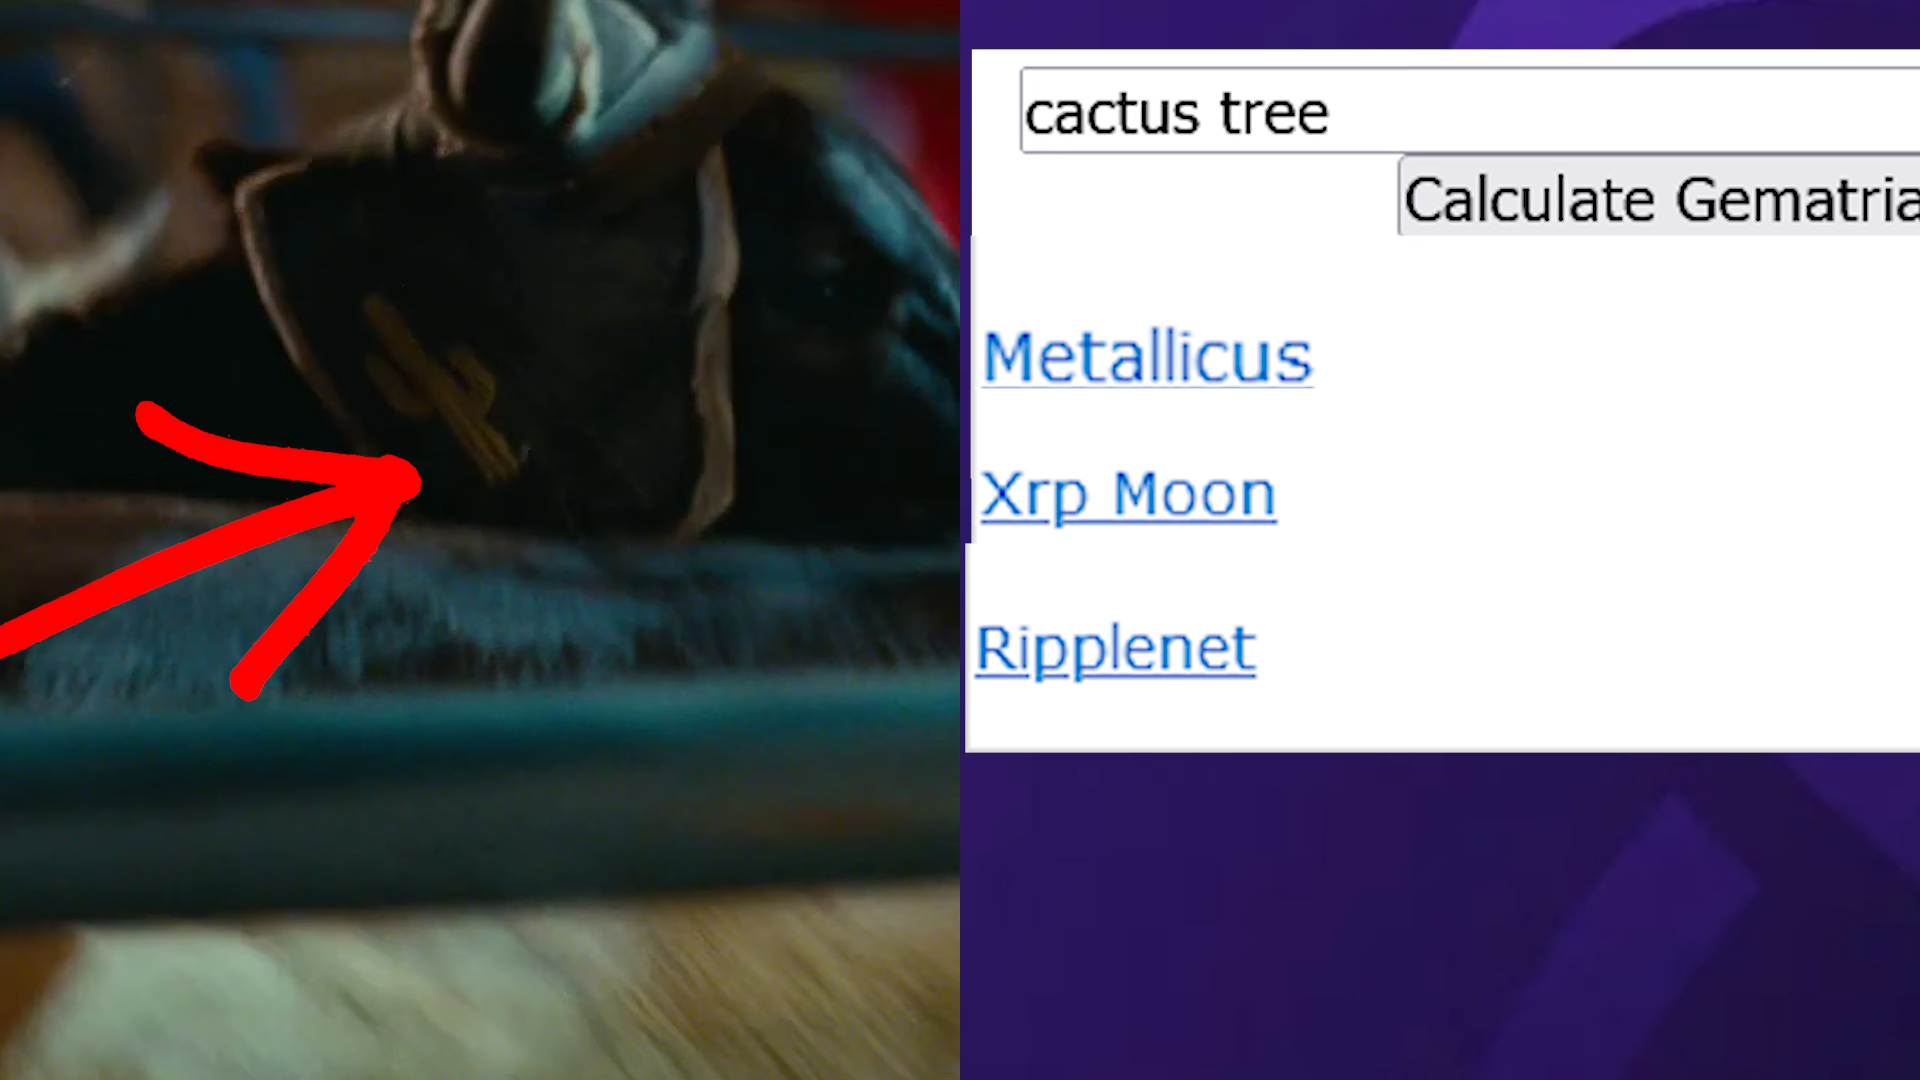 cactus tree
Calculate Gematria
Metallicus
Xrp Moon
Ripplenet